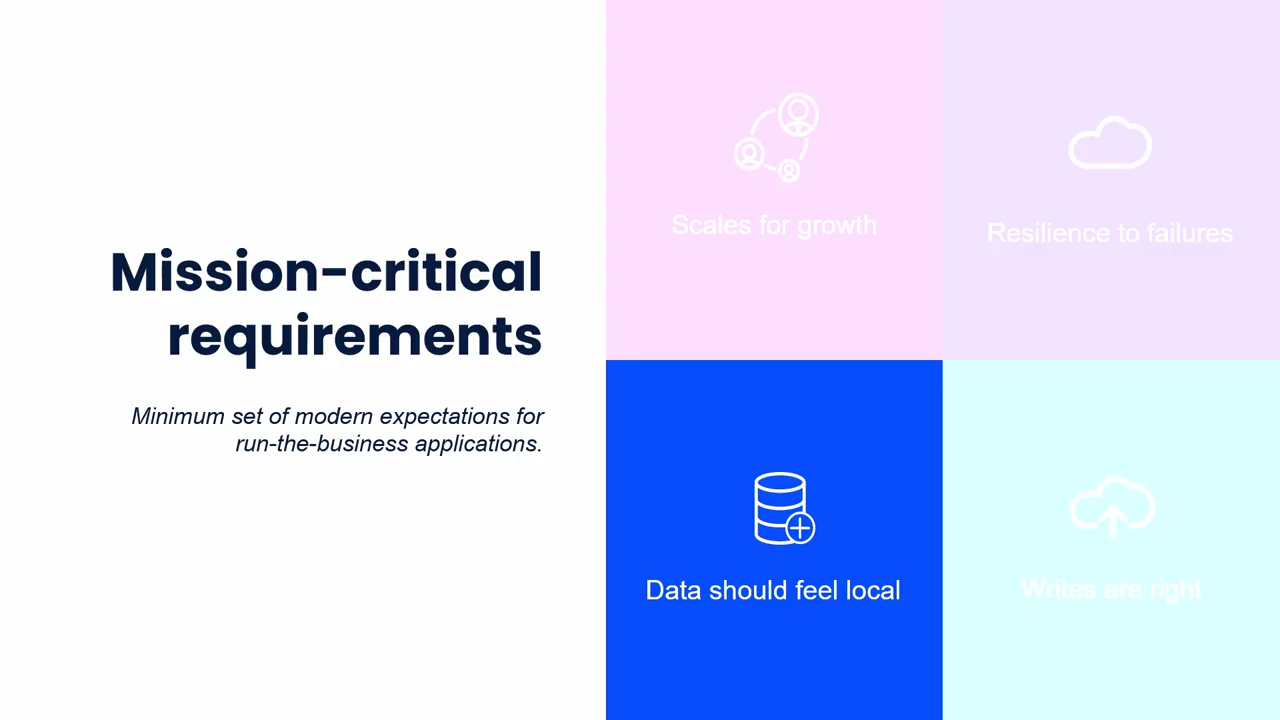 Mission-critical
requirements
Minimum set of modern expectations for
run-the-business applications.
Scales for growth
Resilience to failures
Data should feel local
Writes are right